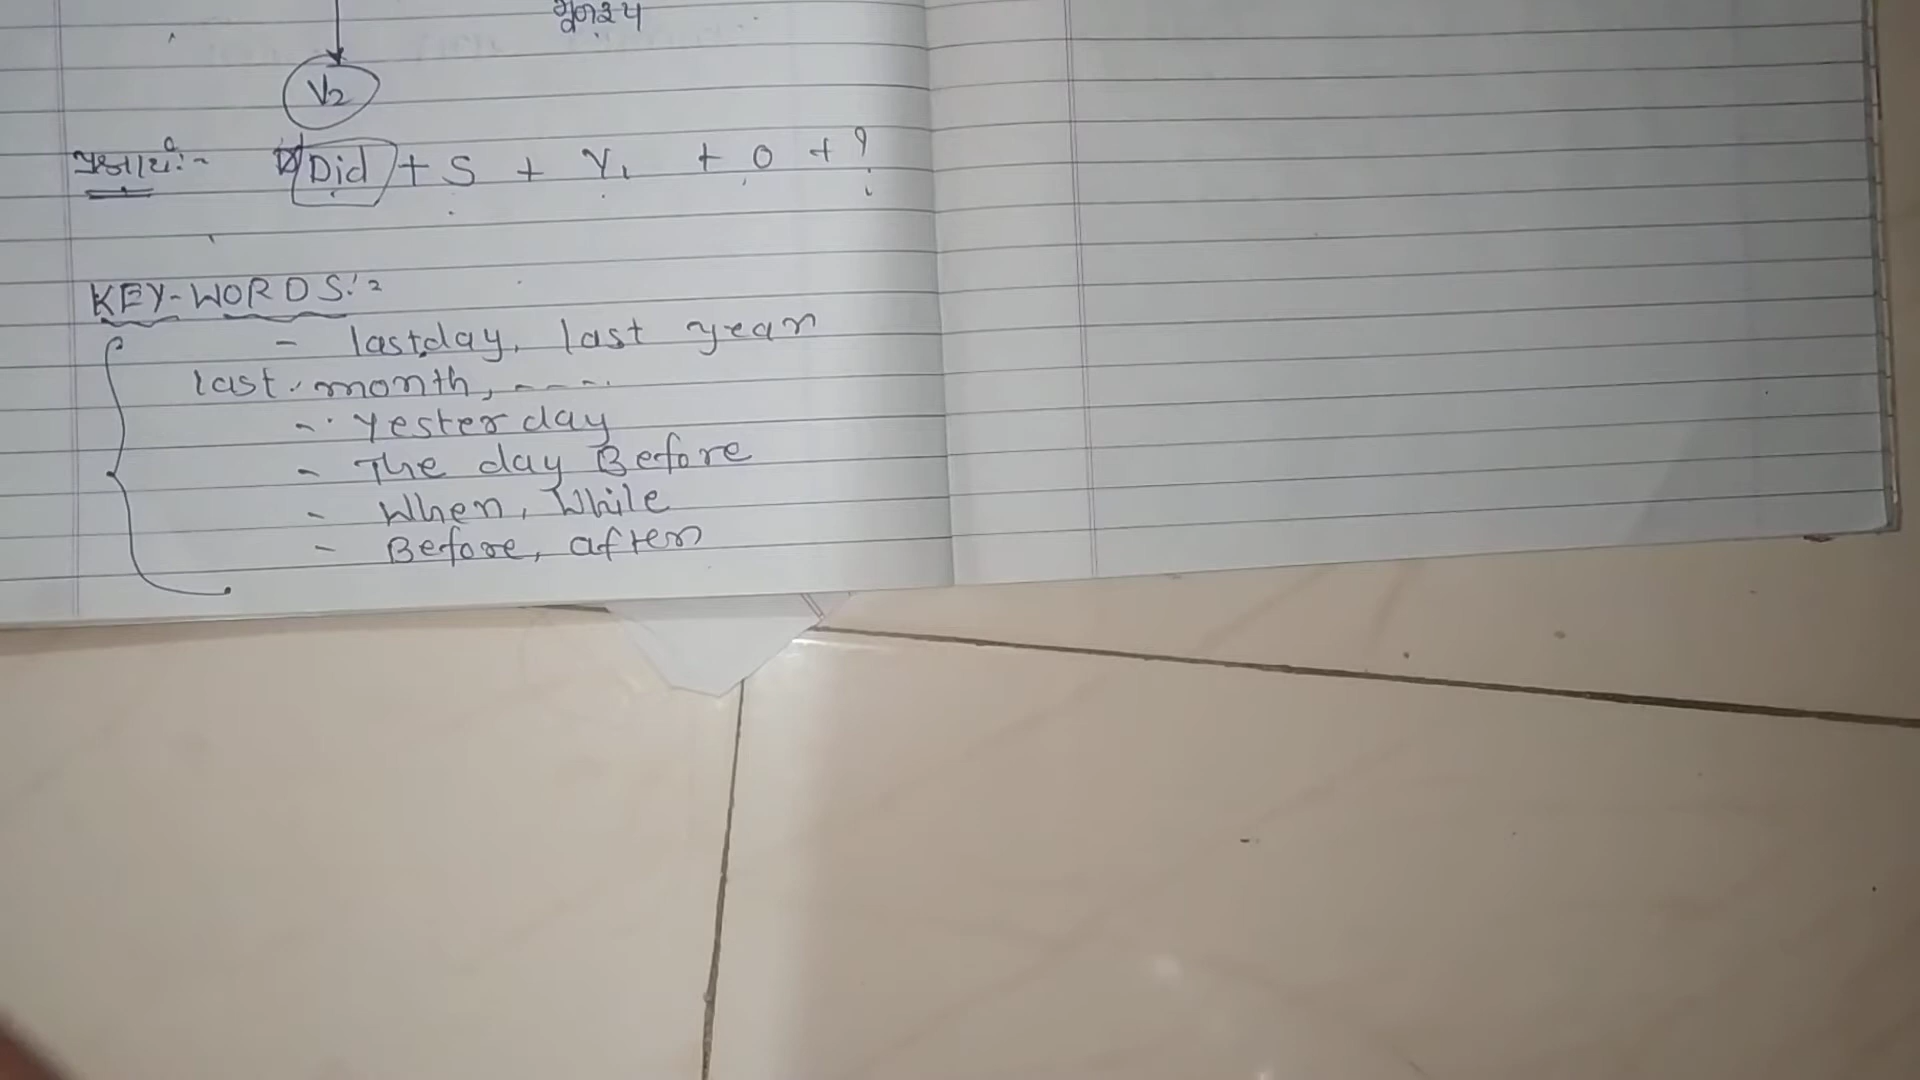 મૂળરૂપ
V2
પ્રશ્નાર્થ:-
Did + S + V1 + O + ?
KEY-WORDS:-
- lastday, last year
last month, ----
- Yesterday
- The day Before
- When, While
- Before, after